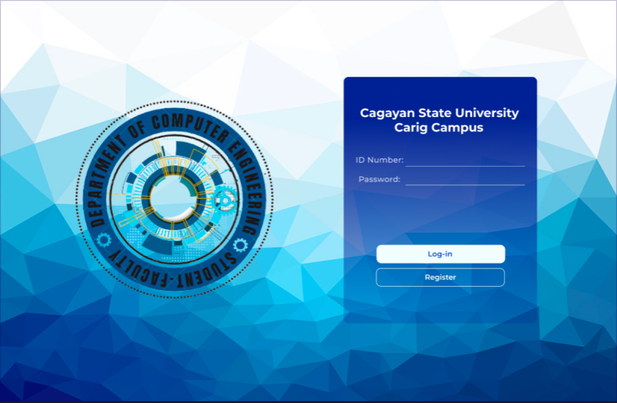 DEPARTMENT OF COMPUTER ENGINEERING
STUDENT-FACULTY
Cagayan State University
Carig Campus
ID Number:
Password:
Log-in
Register